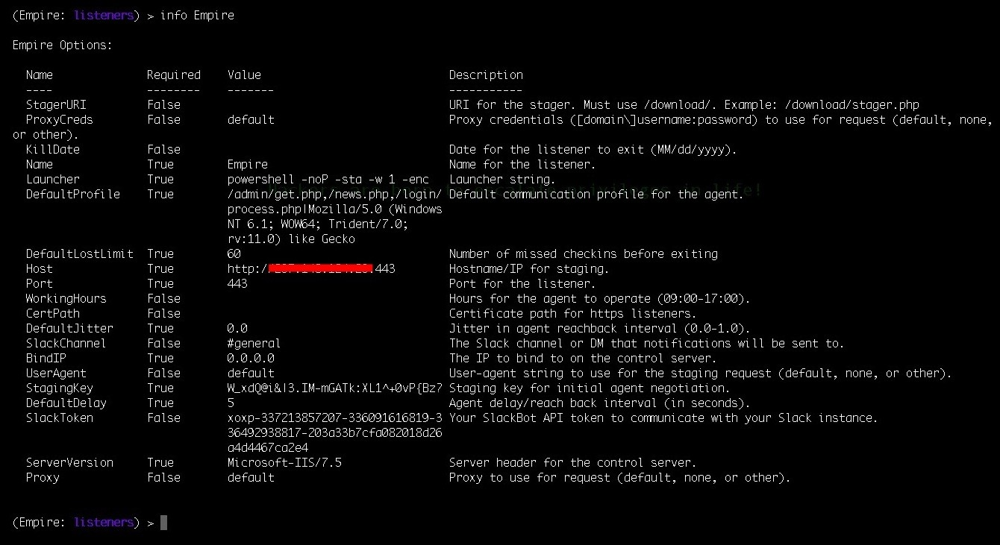 (Empire: listeners) > info Empire
Empire Options:
Name Required Value Description
---- -------- ------- -----------
StagerURI False URI for the stager. Must use /download/. Example: /download/stager.php
ProxyCreds False default Proxy credentials ([domain\]username:password) to use for request (default, none,
or other).
KillDate False Date for the listener to exit (MM/dd/yyyy).
Name True Empire Name for the listener.
Launcher True powershell -noP -sta -w 1 -enc Launcher string.
DefaultProfile True /admin/get.php,/news.php,/login/ Default communication profile for the agent.
process.php|Mozilla/5.0 (Windows
NT 6.1; WOW64; Trident/7.0;
rv:11.0) like Gecko
DefaultLostLimit True 60 Number of missed checkins before exiting
Host True http:/ 443 Hostname/IP for staging.
Port True 443 Port for the listener.
WorkingHours False Hours for the agent to operate (09:00-17:00).
CertPath False Certificate path for https listeners.
DefaultJitter True 0.0 Jitter in agent reachback interval (0.0-1.0).
SlackChannel False #general The Slack channel or DM that notifications will be sent to.
BindIP True 0.0.0.0 The IP to bind to on the control server.
UserAgent False default User-agent string to use for the staging request (default, none, or other).
StagingKey True W_xdQ@i&|3.IM-mGATk:XL1^+0vP{Bz? Staging key for initial agent negotiation.
DefaultDelay True 5 Agent delay/reach back interval (in seconds).
SlackToken False xoxp-337213857207-336091616819-3 Your SlackBot API token to communicate with your Slack instance.
36492938817-203a33b7cfa082018d26
a4d4467ca2e4
ServerVersion True Microsoft-IIS/7.5 Server header for the control server.
Proxy False default Proxy to use for request (default, none, or other).
(Empire: listeners) >